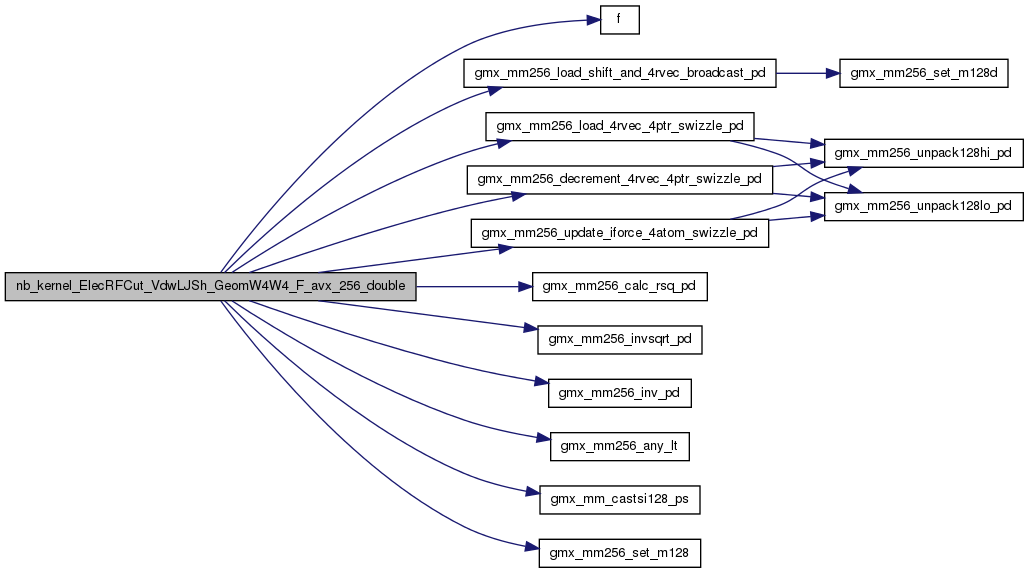 f
gmx_mm256_load_shift_and_4rvec_broadcast_pd
gmx_mm256_set_m128d
gmx_mm256_load_4rvec_4ptr_swizzle_pd
gmx_mm256_unpack128hi_pd
gmx_mm256_decrement_4rvec_4ptr_swizzle_pd
gmx_mm256_unpack128lo_pd
gmx_mm256_update_iforce_4atom_swizzle_pd
nb_kernel_ElecRFCut_VdwLJSh_GeomW4W4_F_avx_256_double
gmx_mm256_calc_rsq_pd
gmx_mm256_invsqrt_pd
gmx_mm256_inv_pd
gmx_mm256_any_lt
gmx_mm_castsi128_ps
gmx_mm256_set_m128